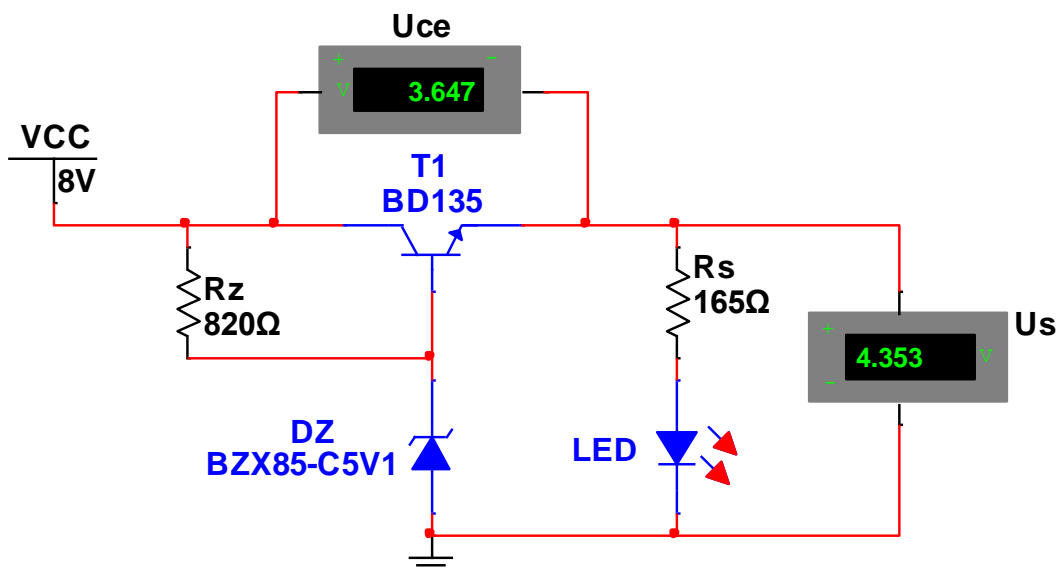 Uce
+ −
V 3.647
VCC
8V
T1
BD135
Rz
820Ω
Rs
165Ω
Us
+
4.353 V
−
DZ
BZX85-C5V1
LED